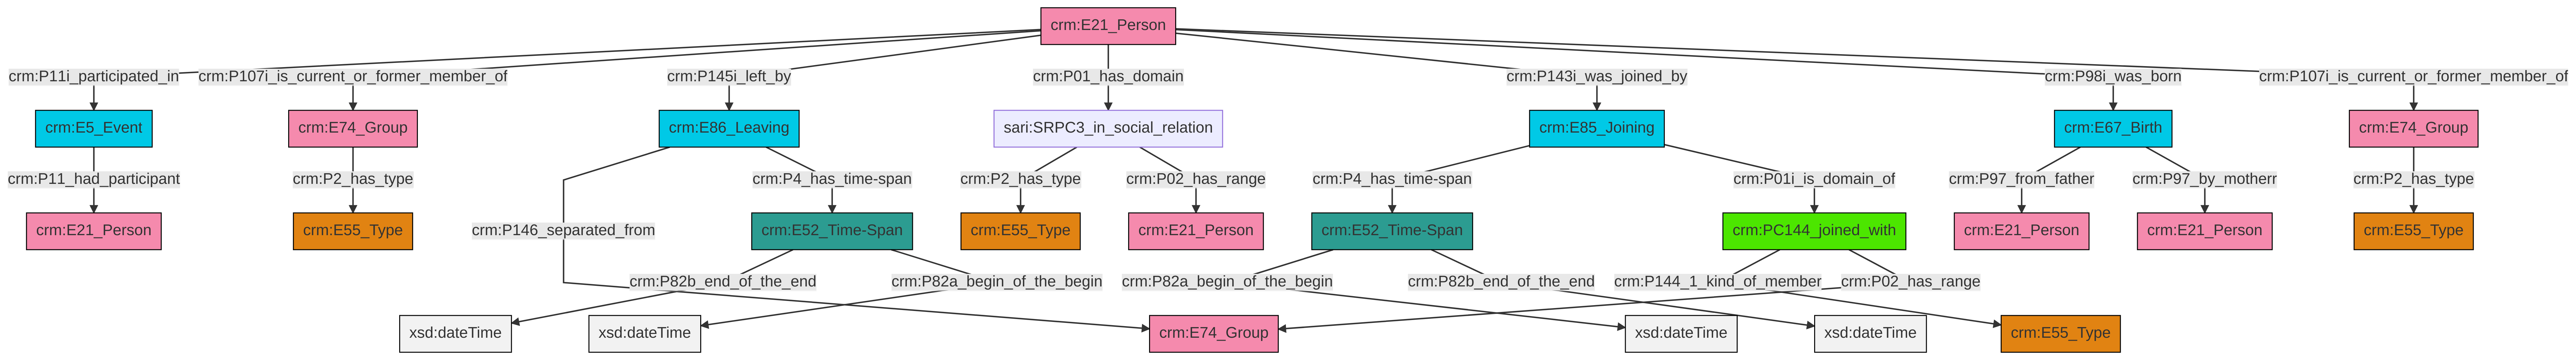 crm:E21_Person
crm:P11i_participated_in
crm:P107i_is_current_or_former_member_of
crm:P145i_left_by
crm:P01_has_domain
crm:P143i_was_joined_by
crm:P98i_was_born
crm:P107i_is_current_or_former_member_of
crm:E5_Event
crm:E74_Group
crm:E86_Leaving
sari:SRPC3_in_social_relation
crm:E85_Joining
crm:E67_Birth
crm:E74_Group
crm:P11_had_participant
crm:P2_has_type
crm:P4_has_time-span
crm:P2_has_type
crm:P02_has_range
crm:P4_has_time-span
crm:P01i_is_domain_of
crm:P97_from_father
crm:P97_by_motherr
crm:P2_has_type
crm:E21_Person
crm:E55_Type
crm:P146_separated_from
crm:E52_Time-Span
crm:E55_Type
crm:E21_Person
crm:E52_Time-Span
crm:PC144_joined_with
crm:E21_Person
crm:E21_Person
crm:E55_Type
crm:P82b_end_of_the_end
crm:P82a_begin_of_the_begin
crm:P82a_begin_of_the_begin
crm:P82b_end_of_the_end
crm:P144_1_kind_of_member
crm:P02_has_range
xsd:dateTime
xsd:dateTime
crm:E74_Group
xsd:dateTime
xsd:dateTime
crm:E55_Type